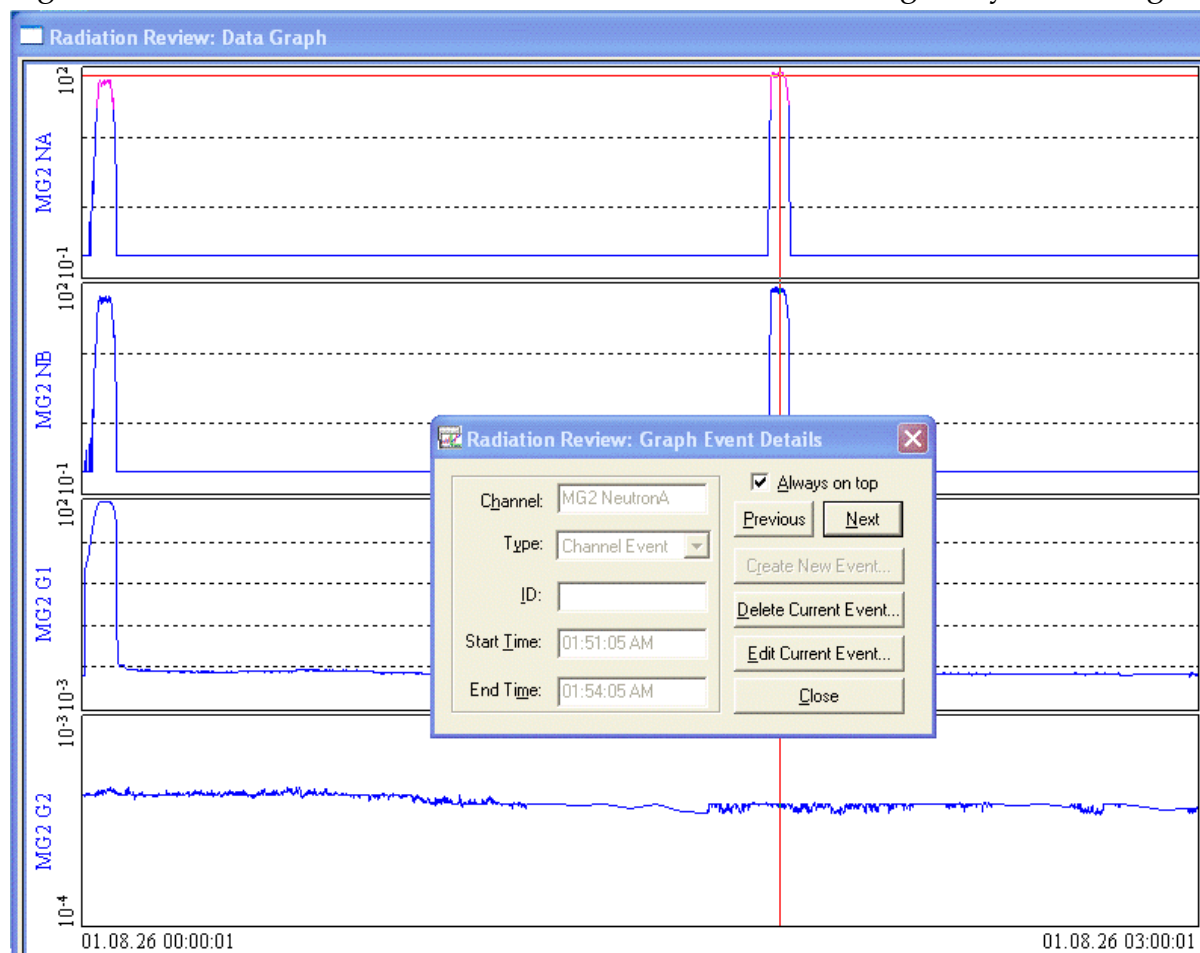 Radiation Review: Data Graph
10²
MG2 NA
10⁻¹
10²
MG2 NB
10⁻¹
10²
MG2 G1
10⁻³
10⁻³
MG2 G2
10⁻⁴
01.08.26 00:00:01
01.08.26 03:00:01
Radiation Review: Graph Event Details
Channel: MG2 NeutronA
Type: Channel Event
ID:
Start Time: 01:51:05 AM
End Time: 01:54:05 AM
Always on top
Previous
Next
Create New Event...
Delete Current Event...
Edit Current Event...
Close